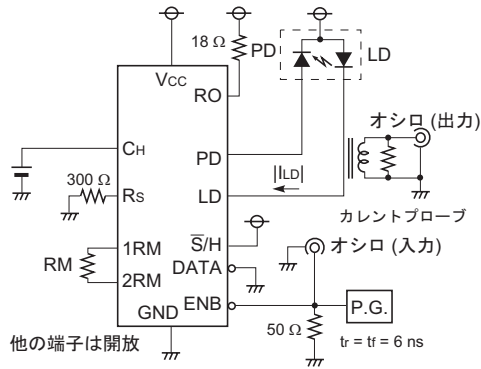 18 Ω
PD
LD
VCC
RO
オシロ (出力)
CH
PD
|ILD|
300 Ω
RS
LD
カレントプローブ
S̅/H
オシロ (入力)
1RM
RM
DATA
2RM
ENB
P.G.
GND
50 Ω
他の端子は開放
tr = tf = 6 ns